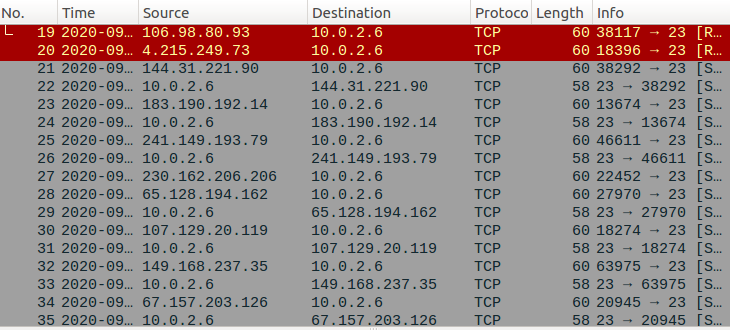 No. Time Source Destination Protoco Length Info
19 2020-09… 106.98.80.93 10.0.2.6 TCP 60 38117 → 23 [R…
20 2020-09… 4.215.249.73 10.0.2.6 TCP 60 18396 → 23 [R…
21 2020-09… 144.31.221.90 10.0.2.6 TCP 60 38292 → 23 [S…
22 2020-09… 10.0.2.6 144.31.221.90 TCP 58 23 → 38292 [S…
23 2020-09… 183.190.192.14 10.0.2.6 TCP 60 13674 → 23 [S…
24 2020-09… 10.0.2.6 183.190.192.14 TCP 58 23 → 13674 [S…
25 2020-09… 241.149.193.79 10.0.2.6 TCP 60 46611 → 23 [S…
26 2020-09… 10.0.2.6 241.149.193.79 TCP 58 23 → 46611 [S…
27 2020-09… 230.162.206.206 10.0.2.6 TCP 60 22452 → 23 [S…
28 2020-09… 65.128.194.162 10.0.2.6 TCP 60 27970 → 23 [S…
29 2020-09… 10.0.2.6 65.128.194.162 TCP 58 23 → 27970 [S…
30 2020-09… 107.129.20.119 10.0.2.6 TCP 60 18274 → 23 [S…
31 2020-09… 10.0.2.6 107.129.20.119 TCP 58 23 → 18274 [S…
32 2020-09… 149.168.237.35 10.0.2.6 TCP 60 63975 → 23 [S…
33 2020-09… 10.0.2.6 149.168.237.35 TCP 58 23 → 63975 [S…
34 2020-09… 67.157.203.126 10.0.2.6 TCP 60 20945 → 23 [S…
35 2020-09… 10.0.2.6 67.157.203.126 TCP 58 23 → 20945 [S…